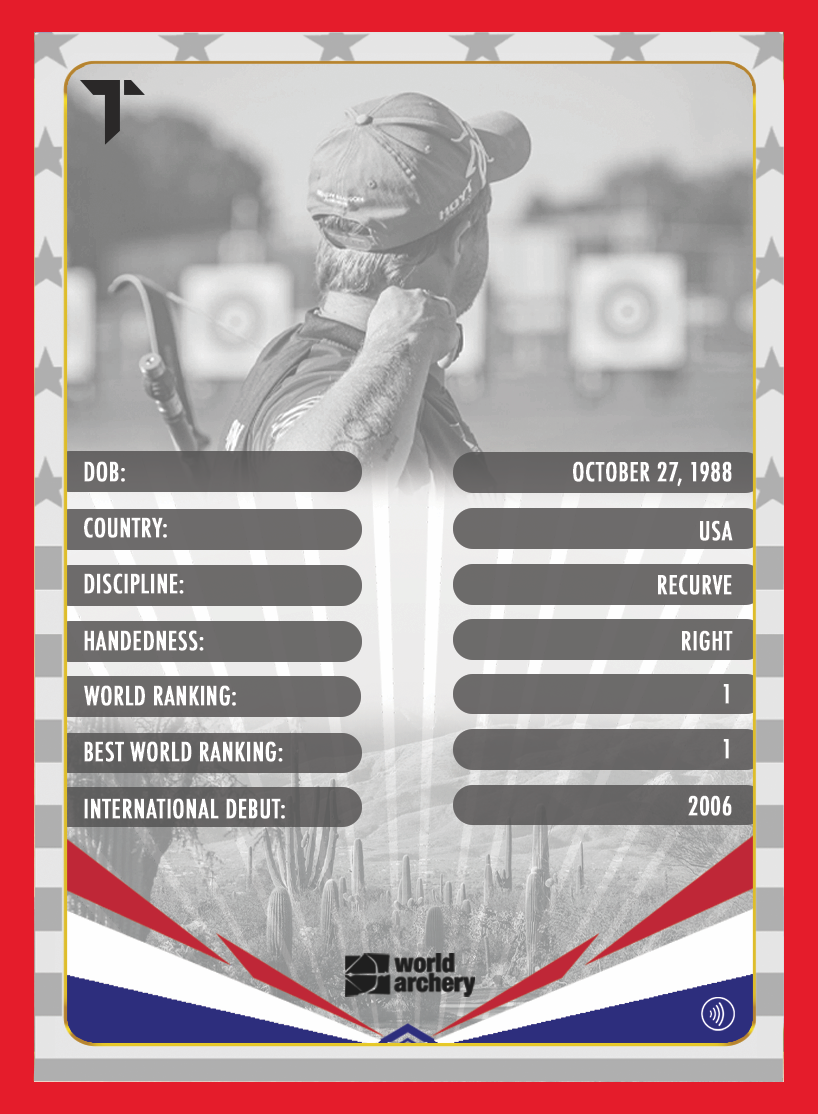 HOYT
DOB: OCTOBER 27, 1988
COUNTRY: USA
DISCIPLINE: RECURVE
HANDEDNESS: RIGHT
WORLD RANKING: 1
BEST WORLD RANKING: 1
INTERNATIONAL DEBUT: 2006
world
archery